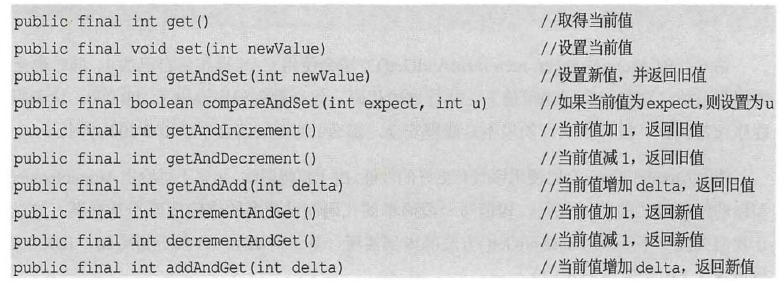 public final int get() //取得当前值
public final void set(int newValue) //设置当前值
public final int getAndSet(int newValue) //设置新值，并返回旧值
public final boolean compareAndSet(int expect, int u) //如果当前值为expect，则设置为u
public final int getAndIncrement() //当前值加1，返回旧值
public final int getAndDecrement() //当前值减1，返回旧值
public final int getAndAdd(int delta) //当前值增加delta，返回旧值
public final int incrementAndGet() //当前值加1，返回新值
public final int decrementAndGet() //当前值减1，返回新值
public final int addAndGet(int delta) //当前值增加delta，返回新值